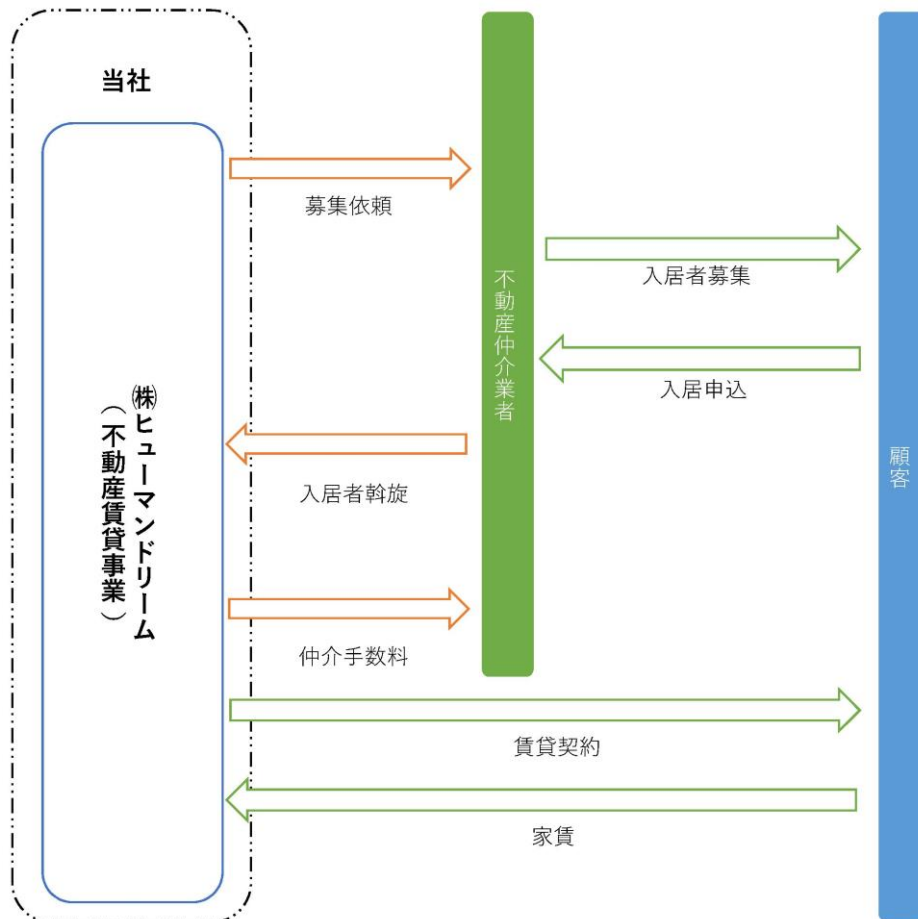 当社
募集依頼
入居者募集
不動産仲介業者
入居申込
㈱ヒューマンドリーム
（不動産賃貸事業）
顧客
入居者斡旋
仲介手数料
賃貸契約
家賃